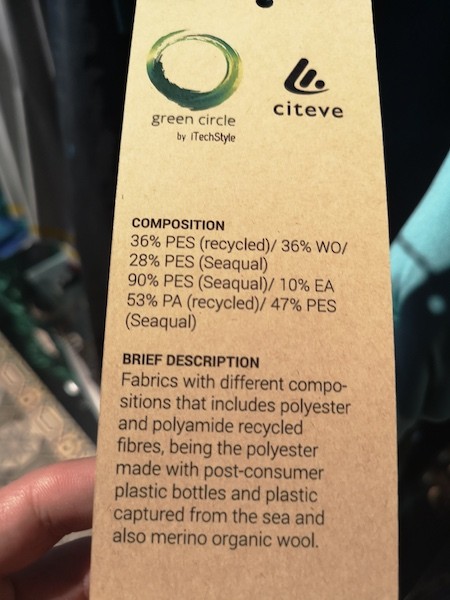 green circle
by iTechStyle
citeve
COMPOSITION
36% PES (recycled)/ 36% WO/
28% PES (Seaqual)
90% PES (Seaqual)/ 10% EA
53% PA (recycled)/ 47% PES
(Seaqual)
BRIEF DESCRIPTION
Fabrics with different compo-
sitions that includes polyester
and polyamide recycled
fibres, being the polyester
made with post-consumer
plastic bottles and plastic
captured from the sea and
also merino organic wool.